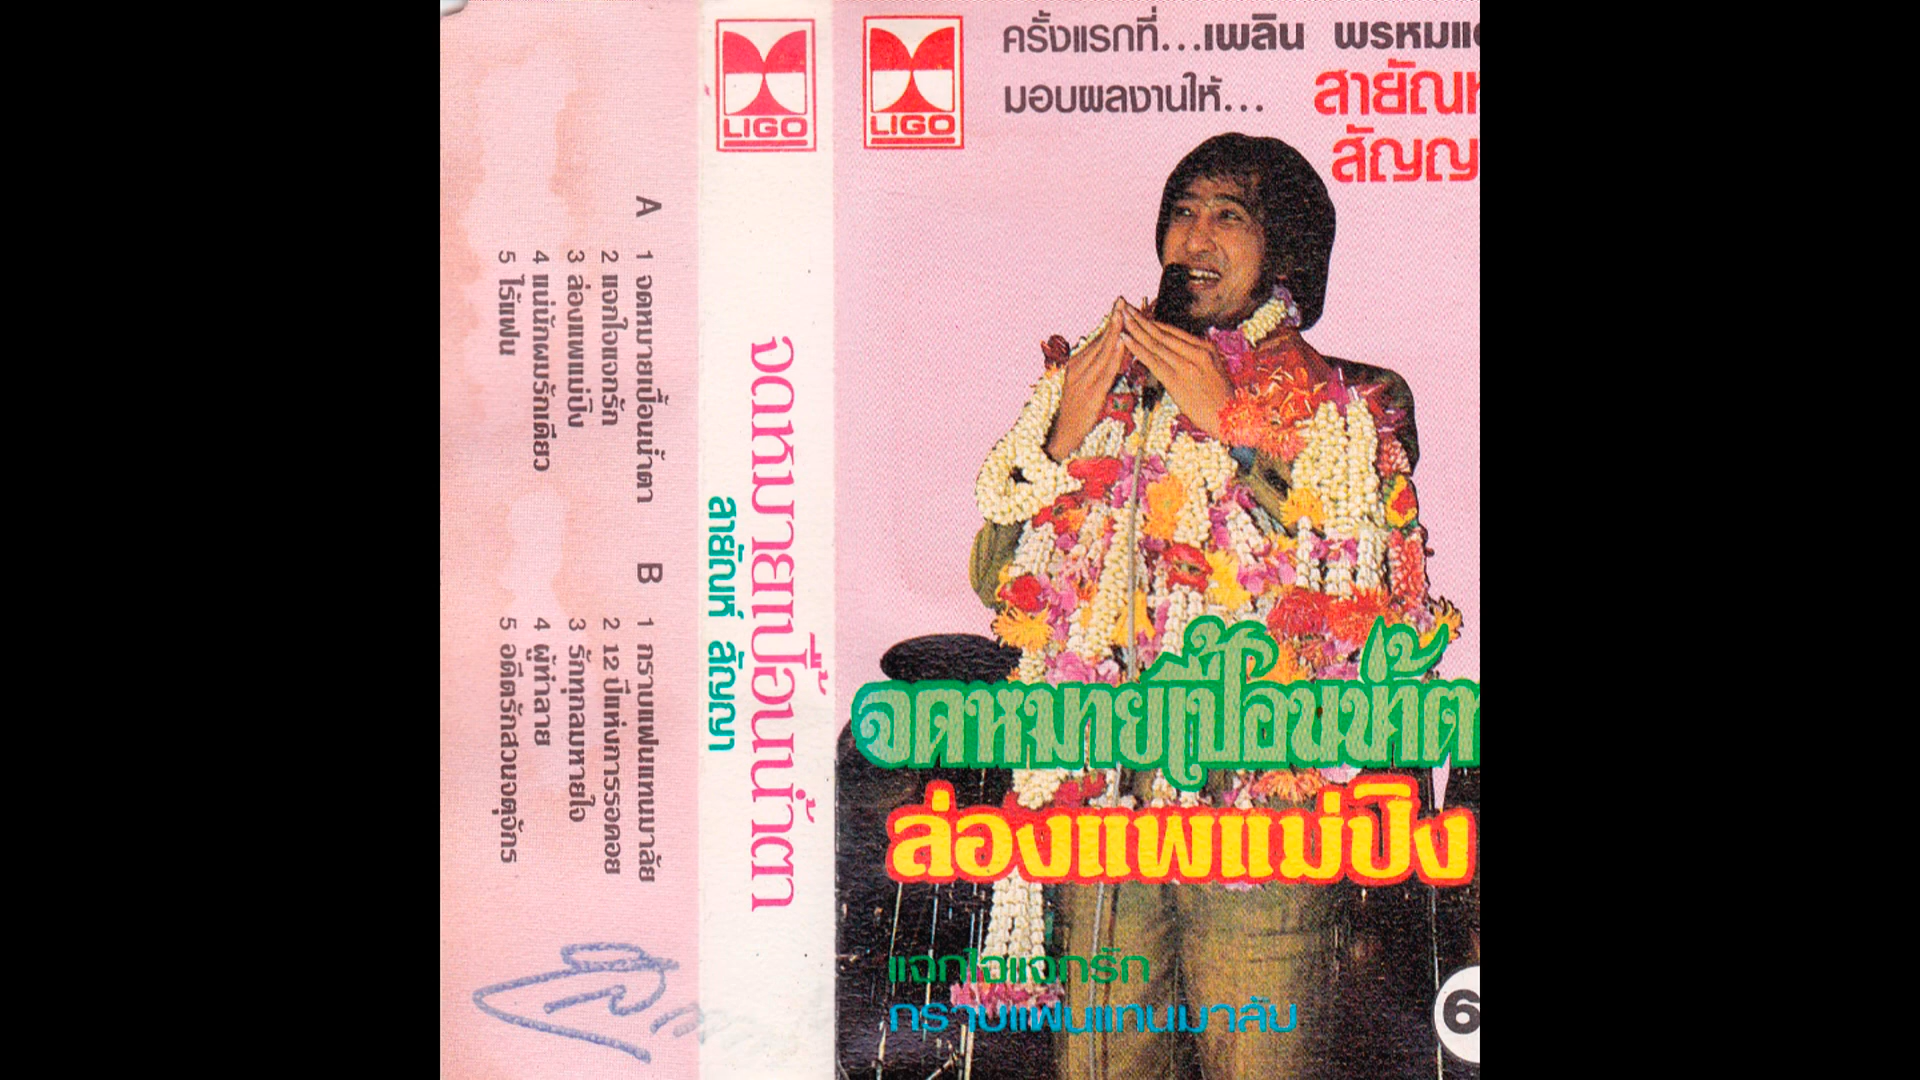 LIGO
LIGO
ครั้งแรกที่...เพลิน พรหมแด
มอบผลงานให้...
สายัณห
สัญญ
จดหมายเปื้อนน้ำตา
ล่องแพแม่ปิง
แจกใจแจกรัก
กราบแฟนแทนมาลัย
6
จดหมายเปื้อนน้ำตา
สายัณห์ สัญญา
A
1 จดหมายเปื้อนน้ำตา
2 แจกใจแจกรัก
3 ล่องแพแม่ปิง
4 แน่นักผมรักเดียว
5 ไร้แฟน
B
1 กราบแฟนแทนมาลัย
2 12 ปีแห่งการรอคอย
3 รักทุกลมหายใจ
4 ผู้ทำลาย
5 อดีตรักสวนจตุจักร